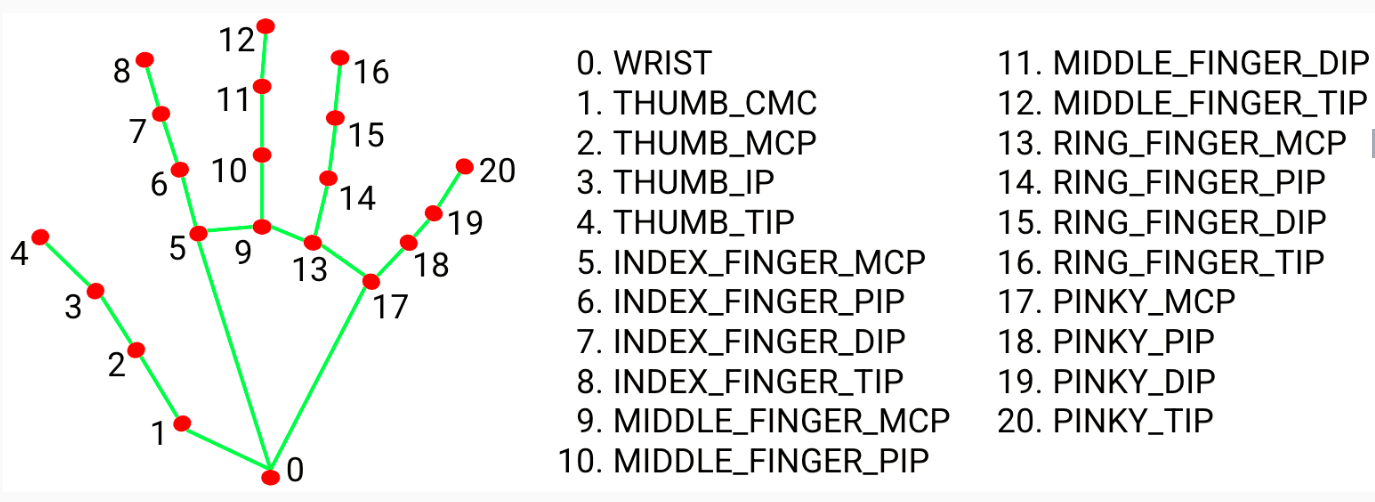 12
8
16
11
7
15
10
6
14
20
19
4
5
9
13
18
3
17
2
1
0
0. WRIST
1. THUMB_CMC
2. THUMB_MCP
3. THUMB_IP
4. THUMB_TIP
5. INDEX_FINGER_MCP
6. INDEX_FINGER_PIP
7. INDEX_FINGER_DIP
8. INDEX_FINGER_TIP
9. MIDDLE_FINGER_MCP
10. MIDDLE_FINGER_PIP
11. MIDDLE_FINGER_DIP
12. MIDDLE_FINGER_TIP
13. RING_FINGER_MCP
14. RING_FINGER_PIP
15. RING_FINGER_DIP
16. RING_FINGER_TIP
17. PINKY_MCP
18. PINKY_PIP
19. PINKY_DIP
20. PINKY_TIP